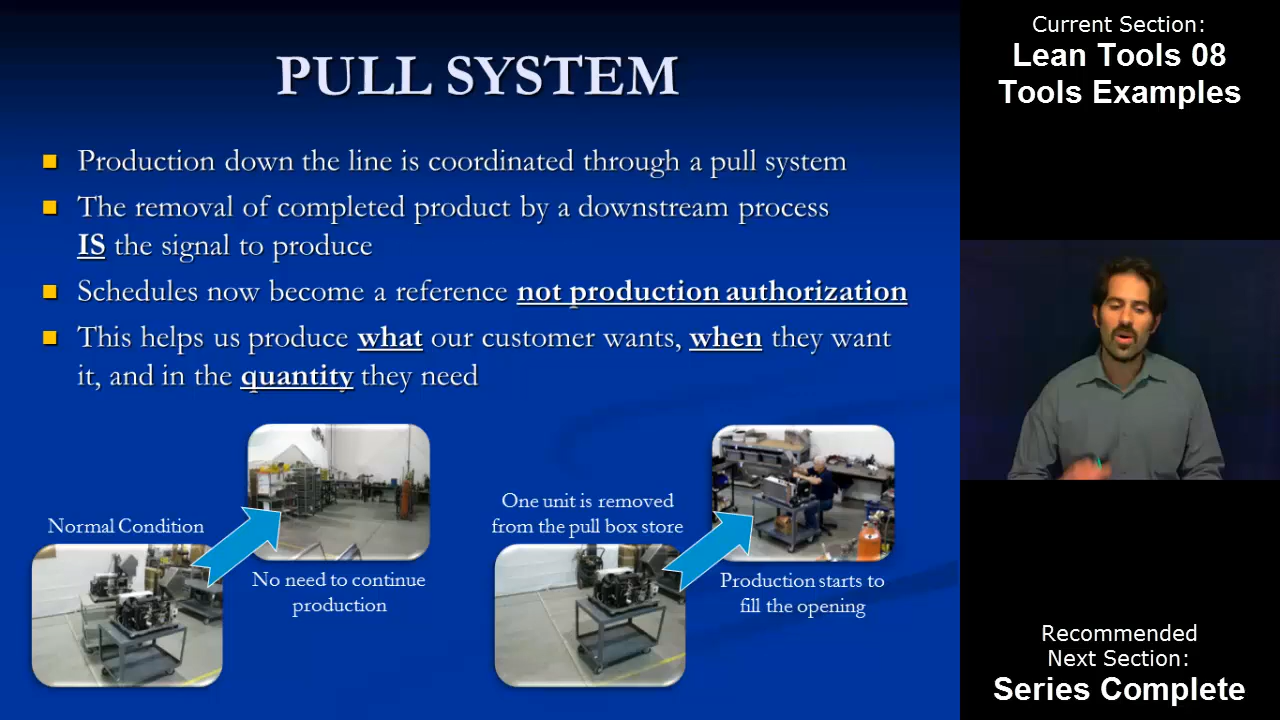 PULL SYSTEM
Production down the line is coordinated through a pull system
The removal of completed product by a downstream process
IS the signal to produce
Schedules now become a reference not production authorization
This helps us produce what our customer wants, when they want
it, and in the quantity they need
Normal Condition
No need to continue
production
One unit is removed
from the pull box store
Production starts to
fill the opening
Current Section:
Lean Tools 08
Tools Examples
Recommended
Next Section:
Series Complete